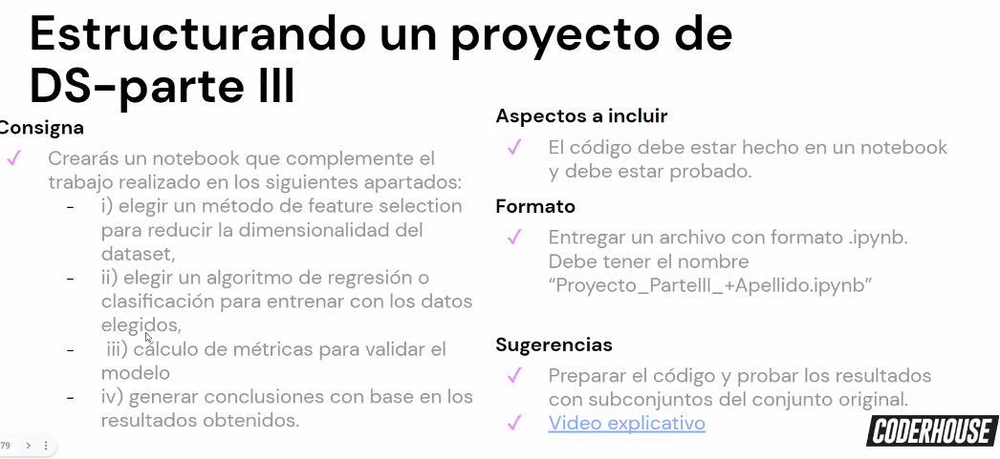 Estructurando un proyecto de
DS-parte III
Consigna
✓ Crearás un notebook que complemente el
trabajo realizado en los siguientes apartados:
- i) elegir un método de feature selection
para reducir la dimensionalidad del
dataset,
- ii) elegir un algoritmo de regresión o
clasificación para entrenar con los datos
elegidos,
- iii) cálculo de métricas para validar el
modelo
- iv) generar conclusiones con base en los
resultados obtenidos.
Aspectos a incluir
✓ El código debe estar hecho en un notebook
y debe estar probado.
Formato
✓ Entregar un archivo con formato .ipynb.
Debe tener el nombre
“Proyecto_ParteIII_+Apellido.ipynb”
Sugerencias
✓ Preparar el código y probar los resultados
con subconjuntos del conjunto original.
✓ Video explicativo
CODERHOUSE
79